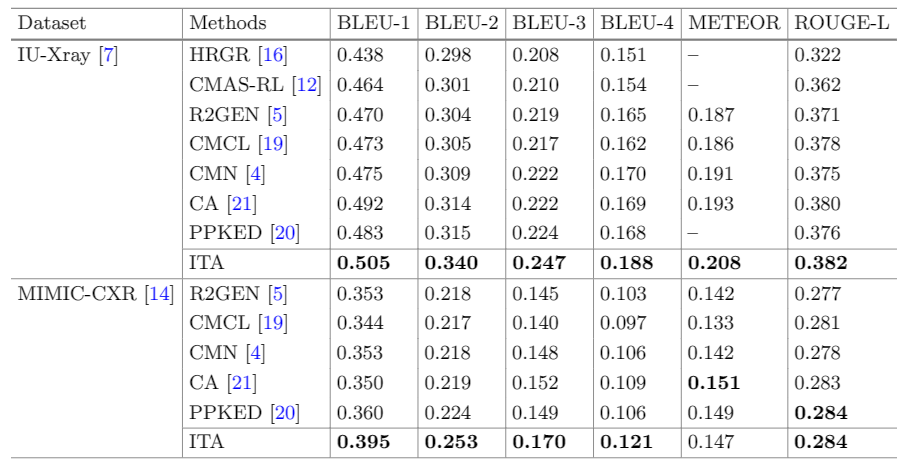 Dataset Methods BLEU-1 BLEU-2 BLEU-3 BLEU-4 METEOR ROUGE-L
IU-Xray [7] HRGR [16] 0.438 0.298 0.208 0.151 – 0.322
CMAS-RL [12] 0.464 0.301 0.210 0.154 – 0.362
R2GEN [5] 0.470 0.304 0.219 0.165 0.187 0.371
CMCL [19] 0.473 0.305 0.217 0.162 0.186 0.378
CMN [4] 0.475 0.309 0.222 0.170 0.191 0.375
CA [21] 0.492 0.314 0.222 0.169 0.193 0.380
PPKED [20] 0.483 0.315 0.224 0.168 – 0.376
ITA 0.505 0.340 0.247 0.188 0.208 0.382
MIMIC-CXR [14] R2GEN [5] 0.353 0.218 0.145 0.103 0.142 0.277
CMCL [19] 0.344 0.217 0.140 0.097 0.133 0.281
CMN [4] 0.353 0.218 0.148 0.106 0.142 0.278
CA [21] 0.350 0.219 0.152 0.109 0.151 0.283
PPKED [20] 0.360 0.224 0.149 0.106 0.149 0.284
ITA 0.395 0.253 0.170 0.121 0.147 0.284